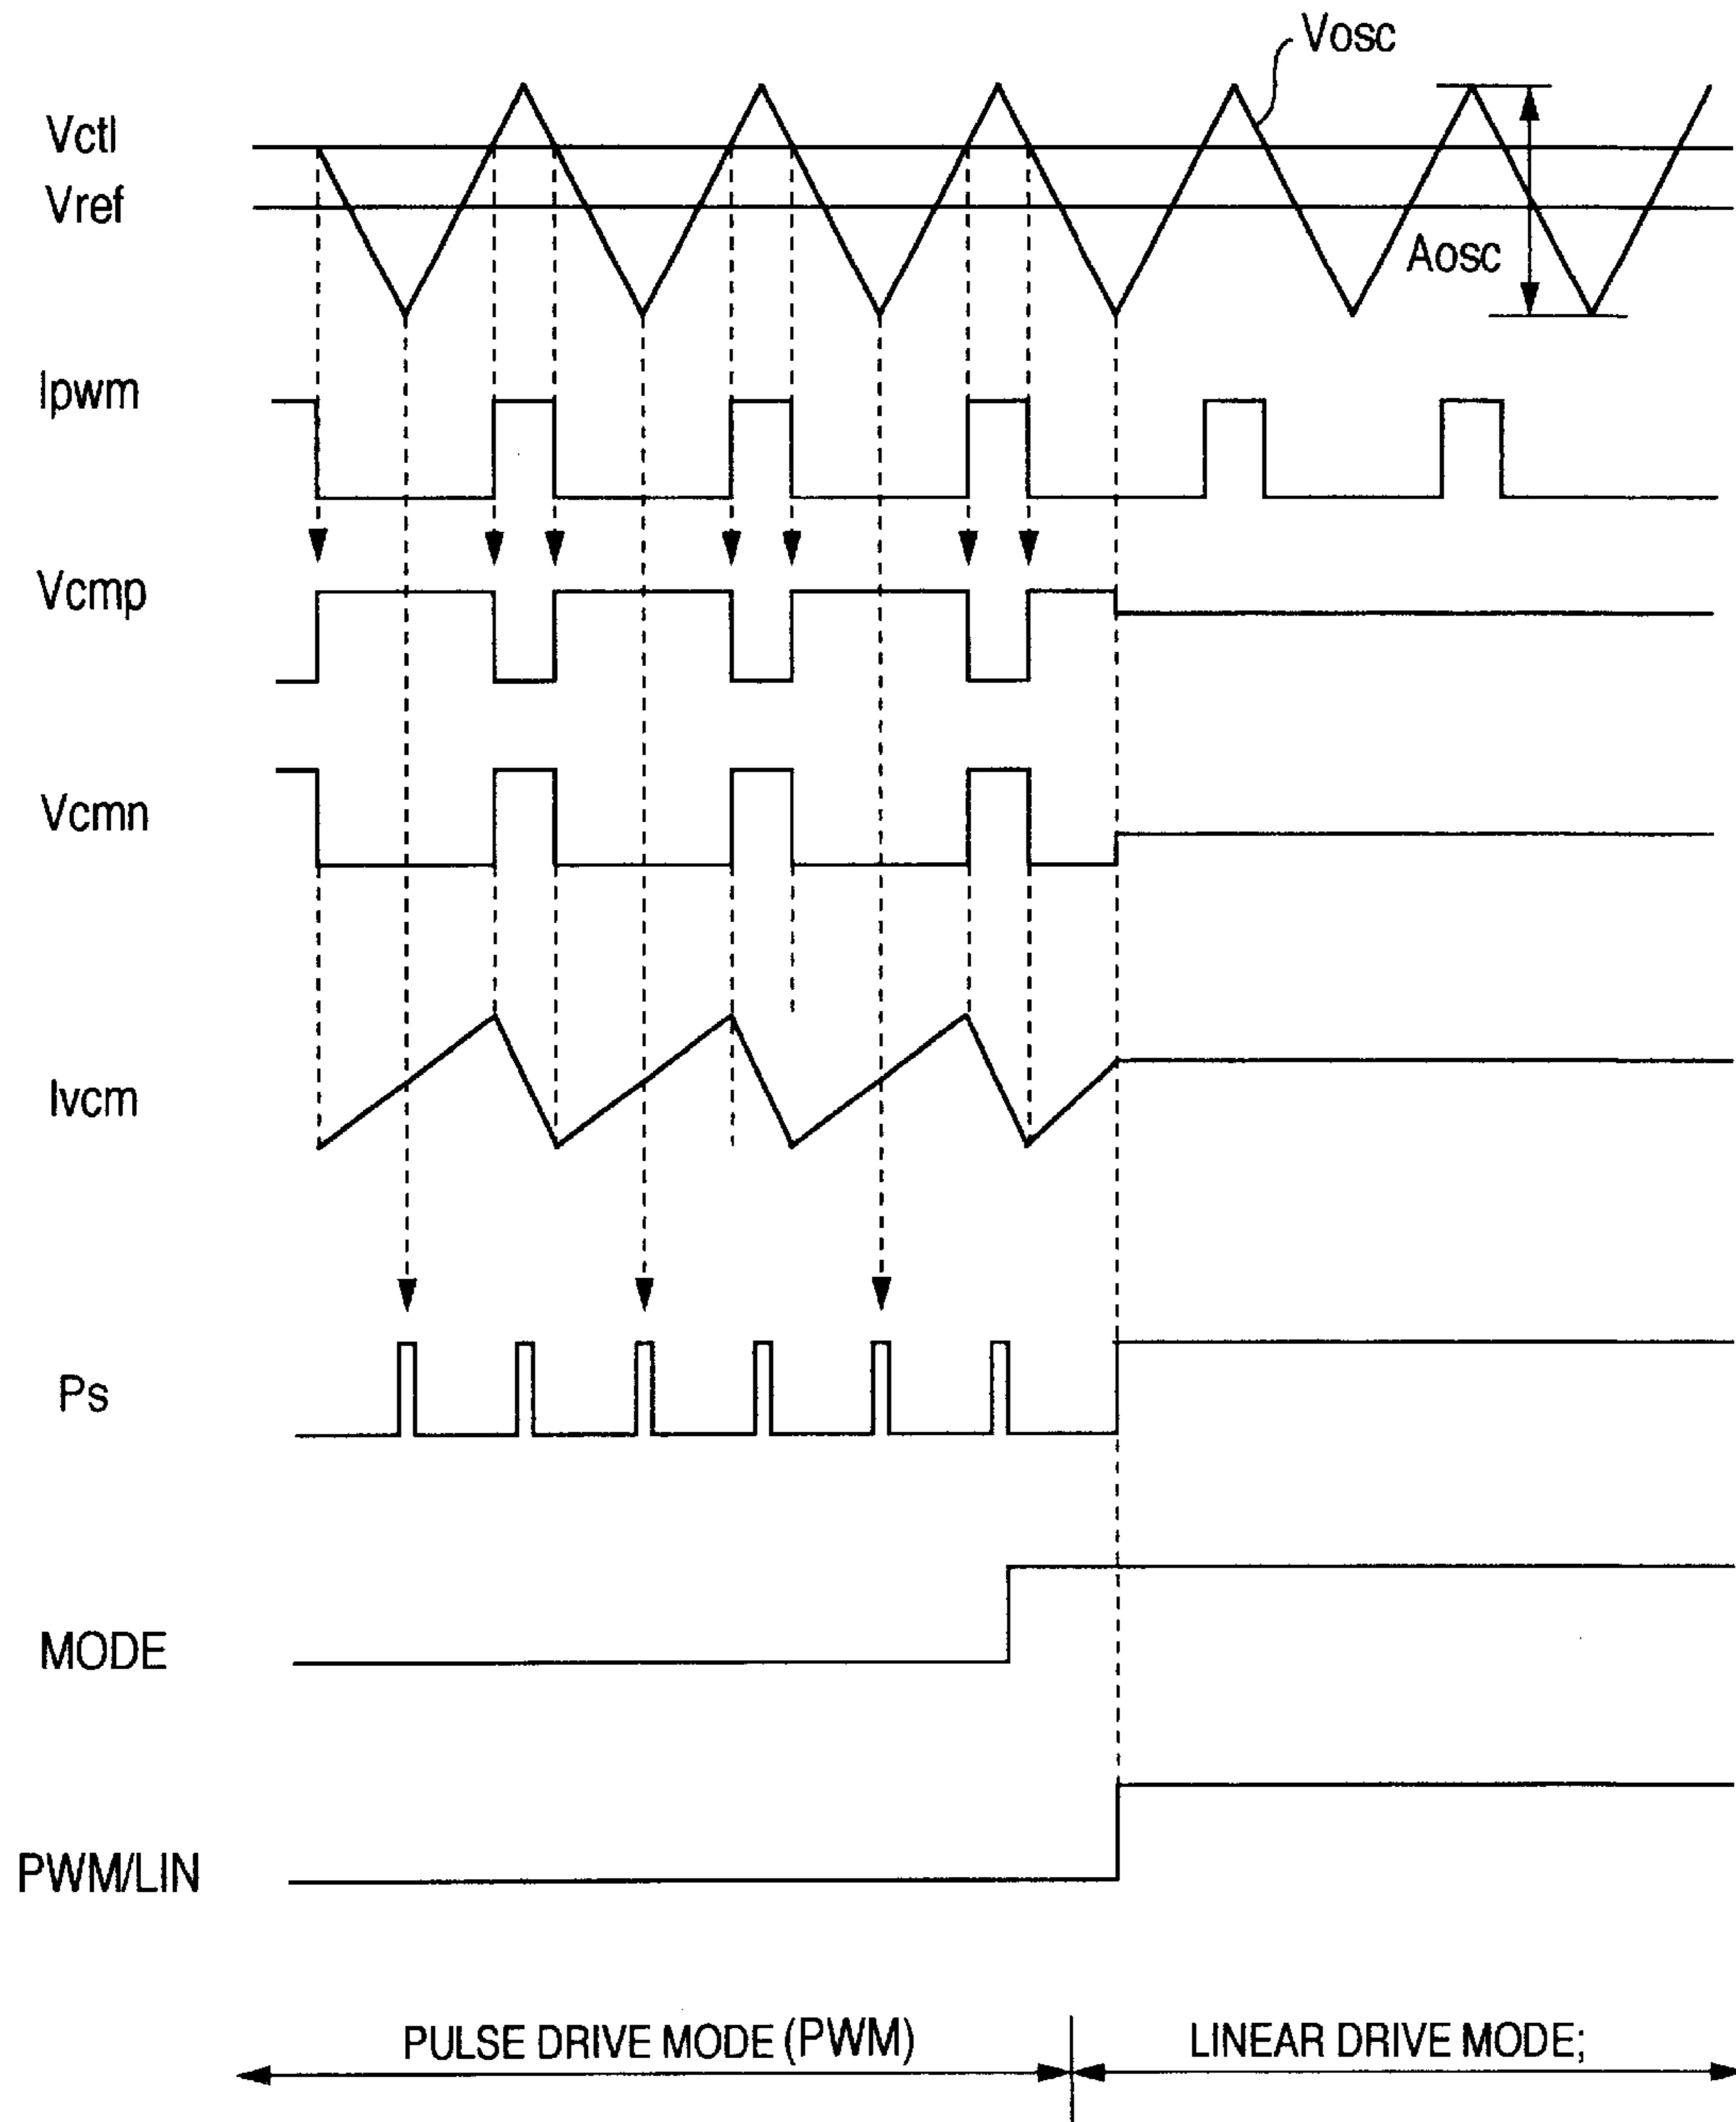 Vosc
Vctl
Vref
Aosc
Ipwm
Vcmp
Vcmn
Ivcm
Ps
MODE
PWM/LIN
PULSE DRIVE MODE (PWM)
LINEAR DRIVE MODE;